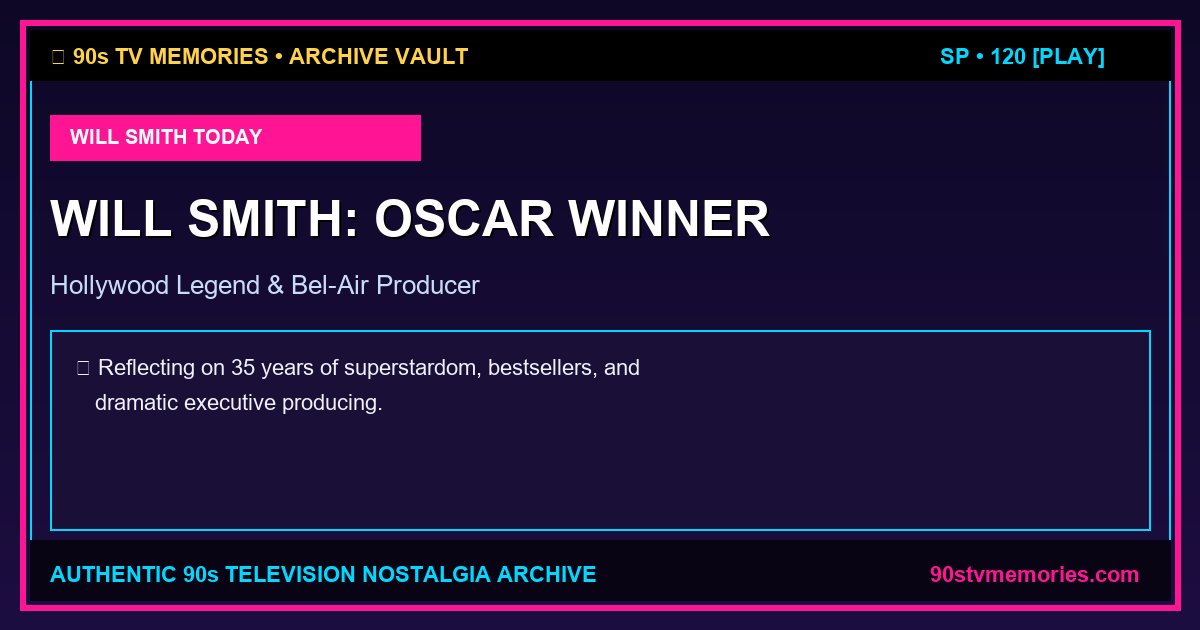 90s TV MEMORIES • ARCHIVE VAULT
SP • 120 [PLAY]
WILL SMITH TODAY
WILL SMITH: OSCAR WINNER
Hollywood Legend & Bel-Air Producer
Reflecting on 35 years of superstardom, bestsellers, and
dramatic executive producing.
AUTHENTIC 90s TELEVISION NOSTALGIA ARCHIVE
90stvmemories.com